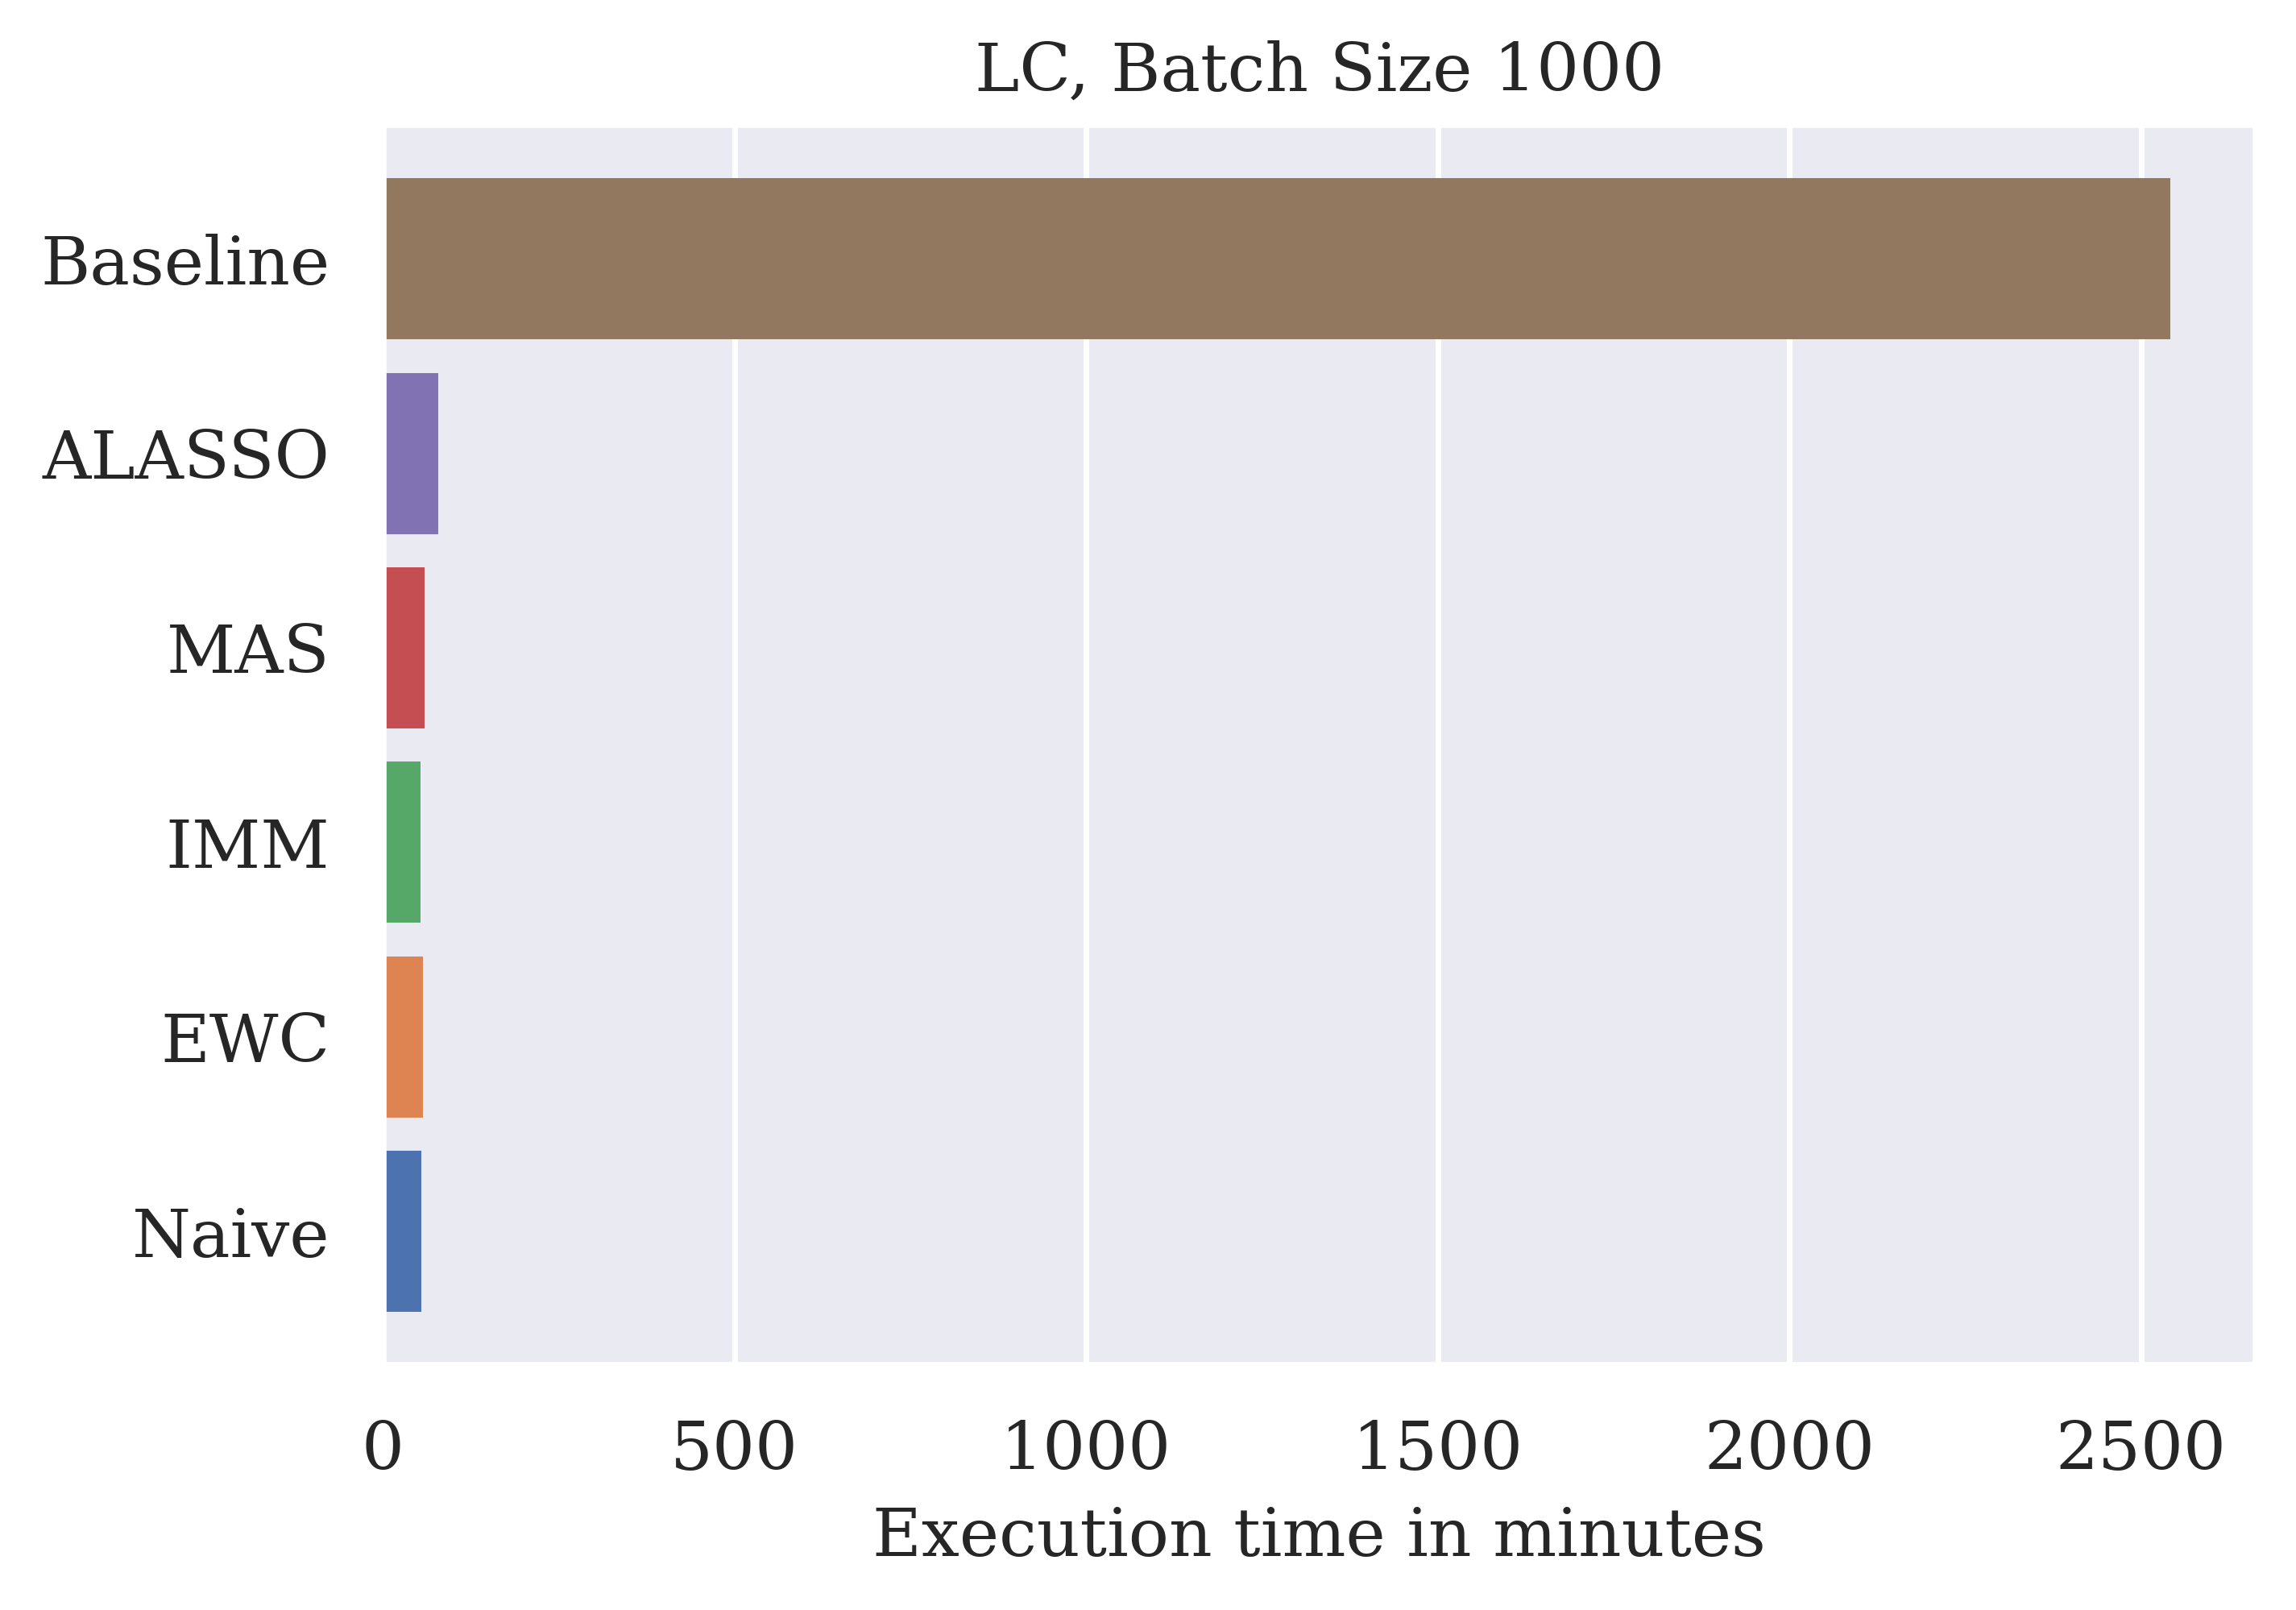 LC, Batch Size 1000
Baseline
ALASSO
MAS
IMM
EWC
Naive
0 500 1000 1500 2000 2500
Execution time in minutes